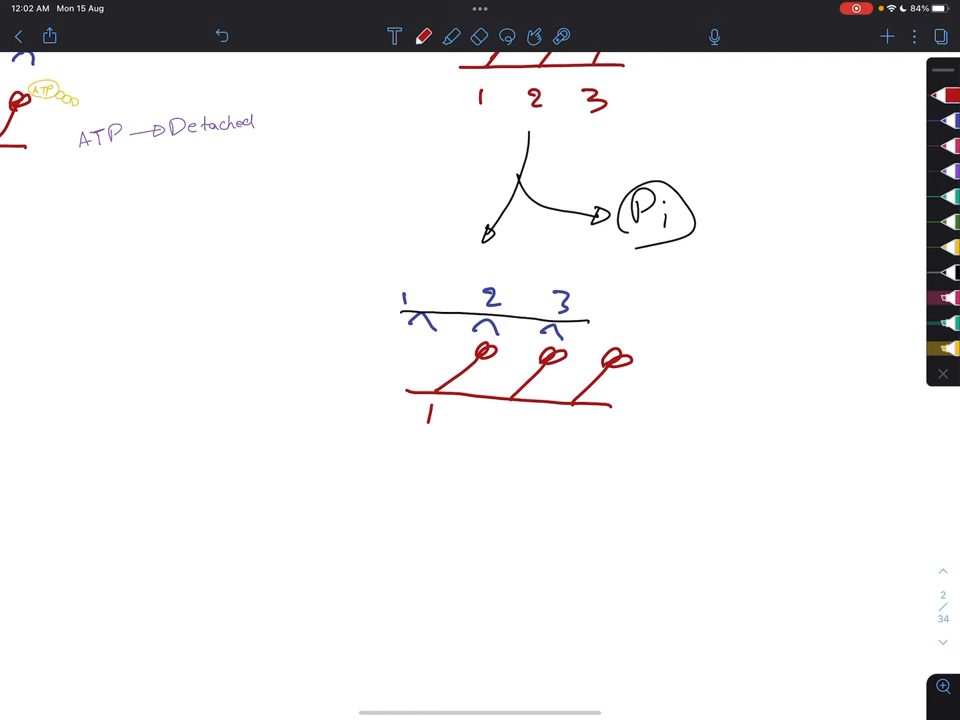 12:02 AM Mon 15 Aug
84%
ATP
ATP → Detached
1 2 3
Pi
1 2 3
1
2
/
34